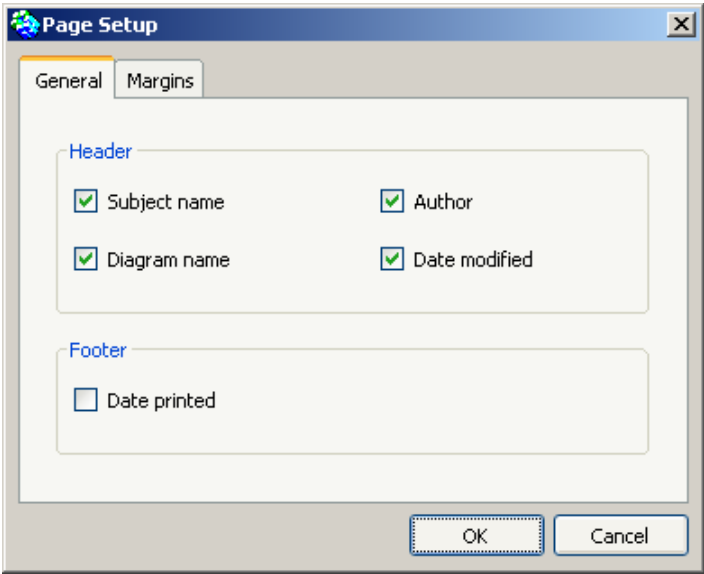 Page Setup
General Margins
Header
Subject name Author
Diagram name Date modified
Footer
Date printed
OK Cancel